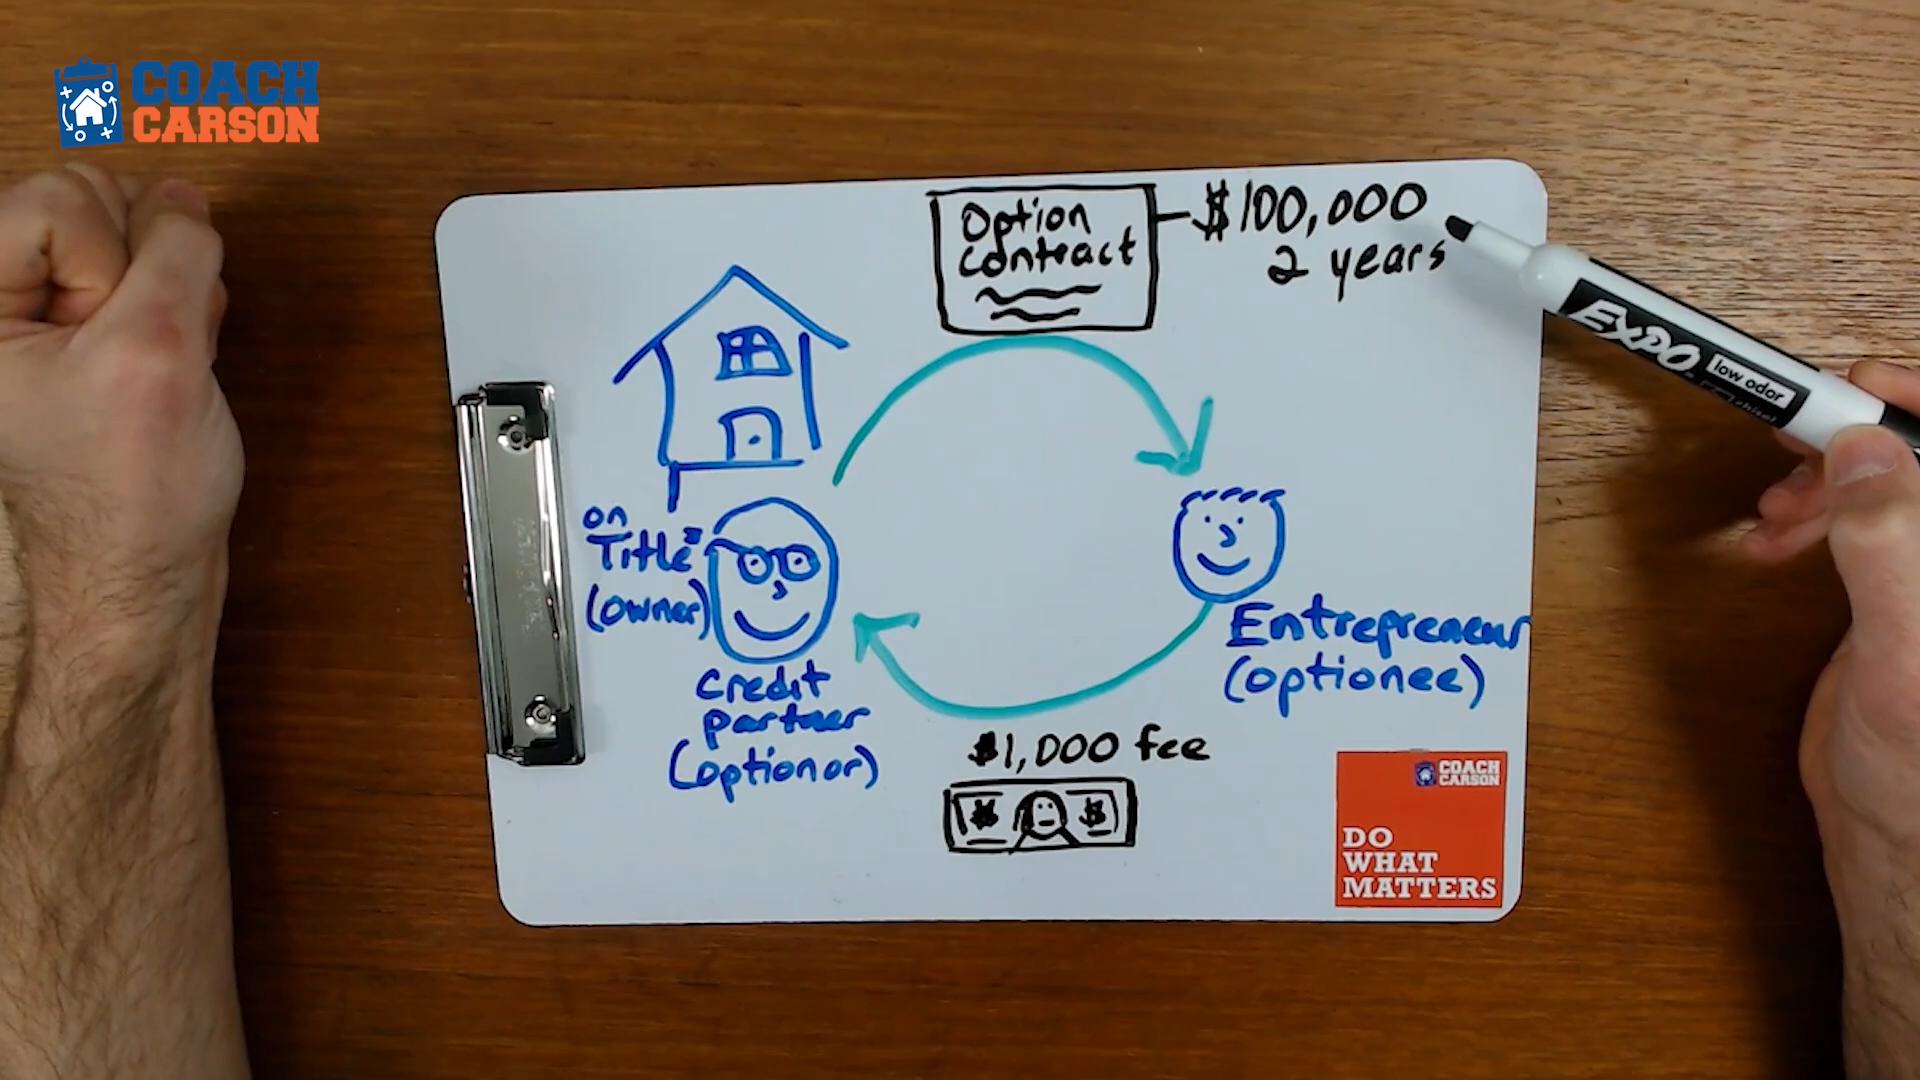 COACH
CARSON
Option
Contract
$100,000
2 years
EXPO
low odor
on
Title
(owner)
Credit
partner
(optionor)
Entrepreneur
(optionee)
$1,000 fee
$ $
COACH
CARSON
DO
WHAT
MATTERS